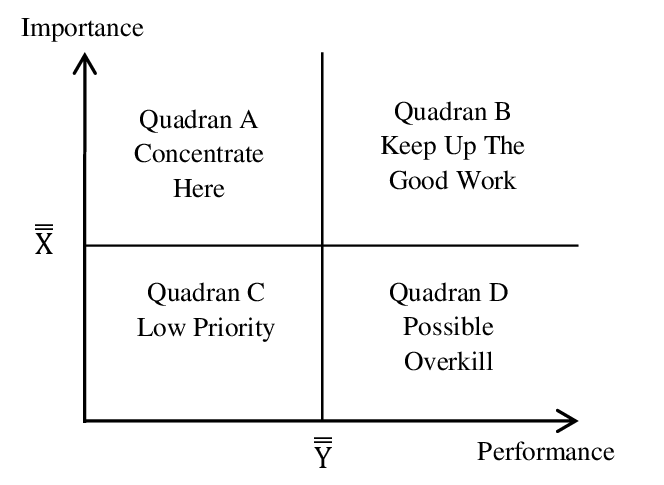 Importance
Quadran A
Concentrate
Here
Quadran B
Keep Up The
Good Work
X̿
Quadran C
Low Priority
Quadran D
Possible
Overkill
Y̿
Performance